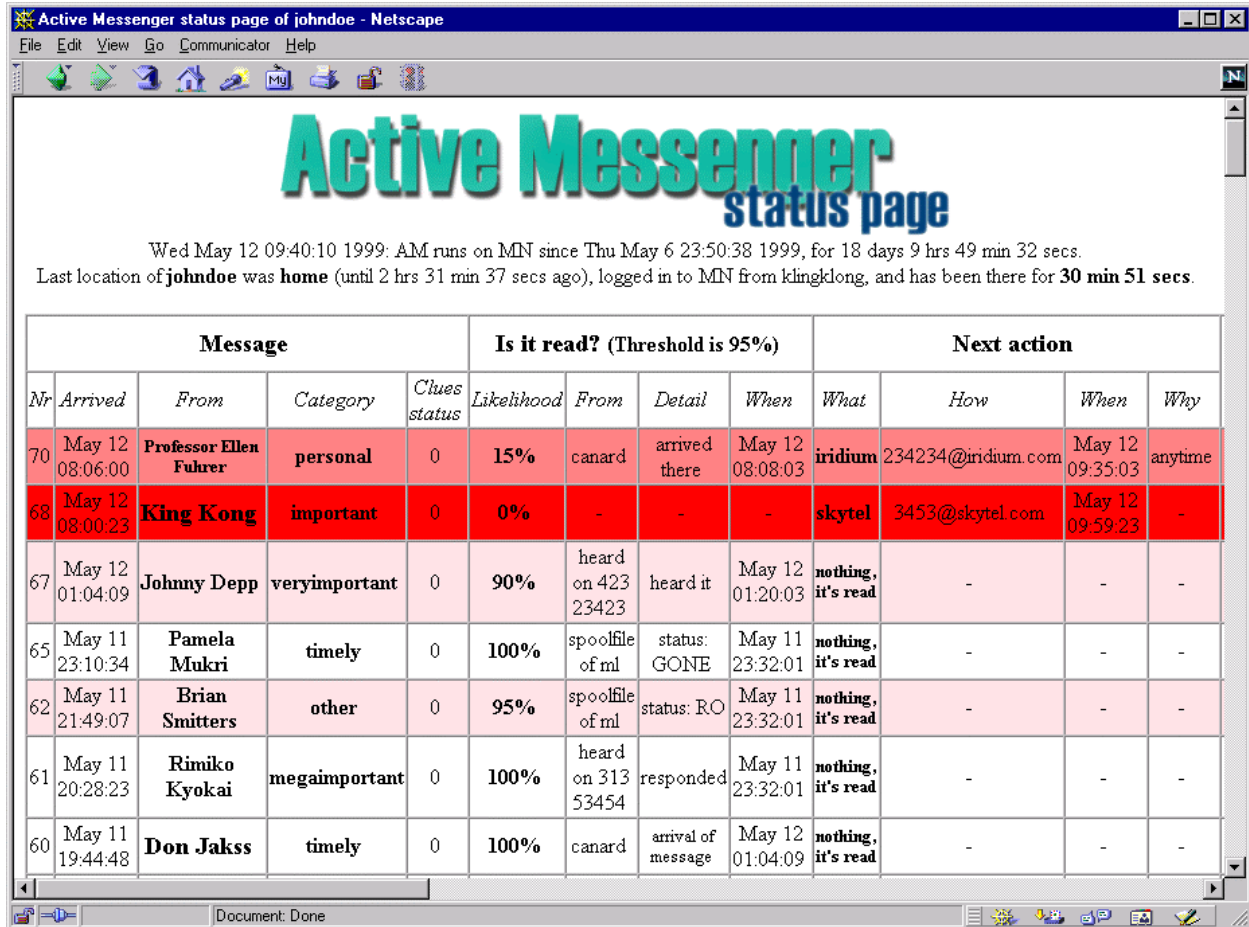 Active Messenger status page of johndoe - Netscape
File Edit View Go Communicator Help
My
N
Active Messenger
status page
Wed May 12 09:40:10 1999: AM runs on MN since Thu May 6 23:50:38 1999, for 18 days 9 hrs 49 min 32 secs.
Last location of johndoe was home (until 2 hrs 31 min 37 secs ago), logged in to MN from klingklong, and has been there for 30 min 51 secs.
Message Is it read? (Threshold is 95%) Next action
Nr Arrived From Category Clues status Likelihood From Detail When What How When Why
70 May 12 08:06:00 Professor Ellen Fuhrer personal 0 15% canard arrived there May 12 08:08:03 iridium 234234@iridium.com May 12 09:35:03 anytime
68 May 12 08:00:23 King Kong important 0 0% - - - skytel 3453@skytel.com May 12 09:59:23 -
67 May 12 01:04:09 Johnny Depp veryimportant 0 90% heard on 423 23423 heard it May 12 01:20:03 nothing, it's read - - -
65 May 11 23:10:34 Pamela Mukri timely 0 100% spoolfile of ml status: GONE May 11 23:32:01 nothing, it's read - - -
62 May 11 21:49:07 Brian Smitters other 0 95% spoolfile of ml status: RO May 11 23:32:01 nothing, it's read - - -
61 May 11 20:28:23 Rimiko Kyokai megaimportant 0 100% heard on 313 53454 responded May 11 23:32:01 nothing, it's read - - -
60 May 11 19:44:48 Don Jakss timely 0 100% canard arrival of message May 12 01:04:09 nothing, it's read - - -
Document: Done